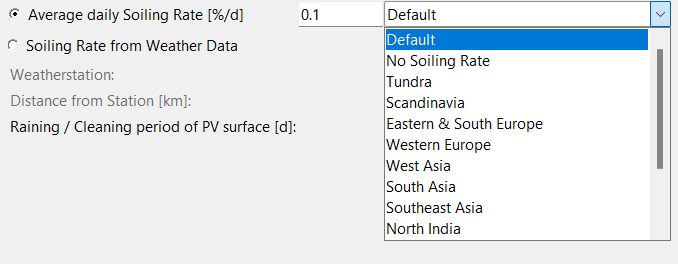 Average daily Soiling Rate [%/d] 0.1 Default
Default
Soiling Rate from Weather Data
No Soiling Rate
Weatherstation:
Tundra
Distance from Station [km]:
Scandinavia
Raining / Cleaning period of PV surface [d]:
Eastern & South Europe
Western Europe
West Asia
South Asia
Southeast Asia
North India